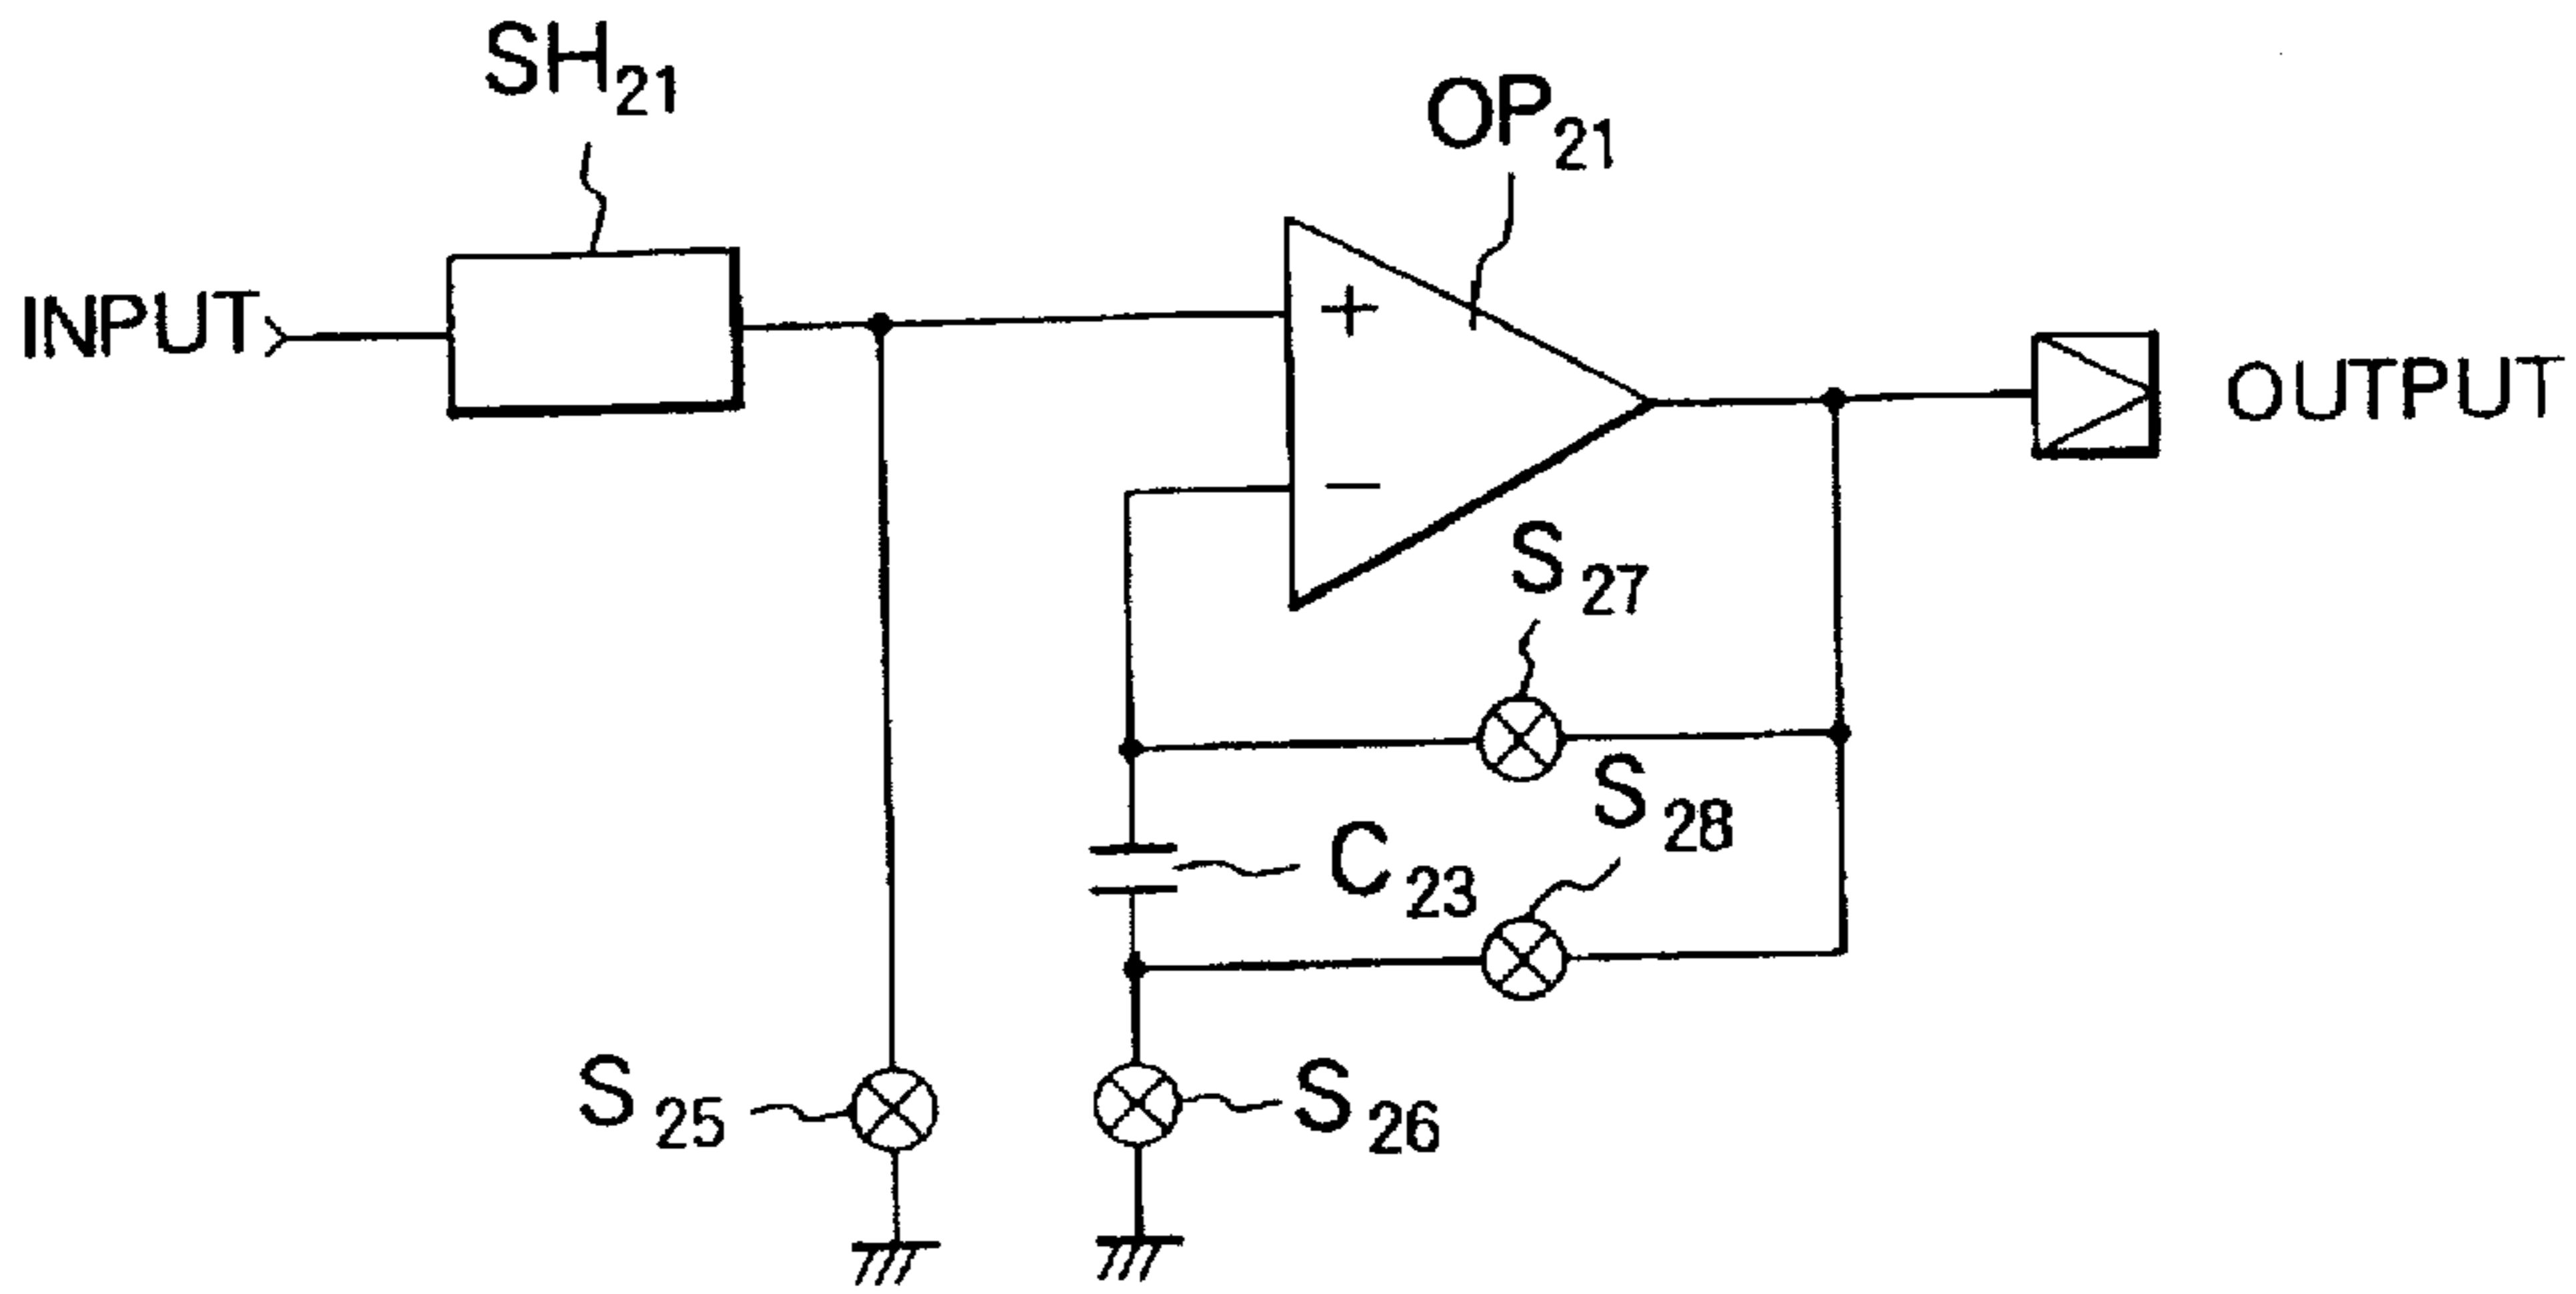 SH21
OP21
INPUT
+
OUTPUT
−
S27
S28
C23
S25
S26